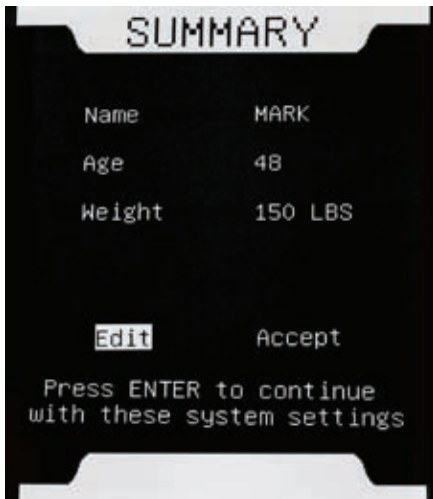 SUMMARY
Name MARK
Age 48
Weight 150 LBS
Edit Accept
Press ENTER to continue
with these system settings